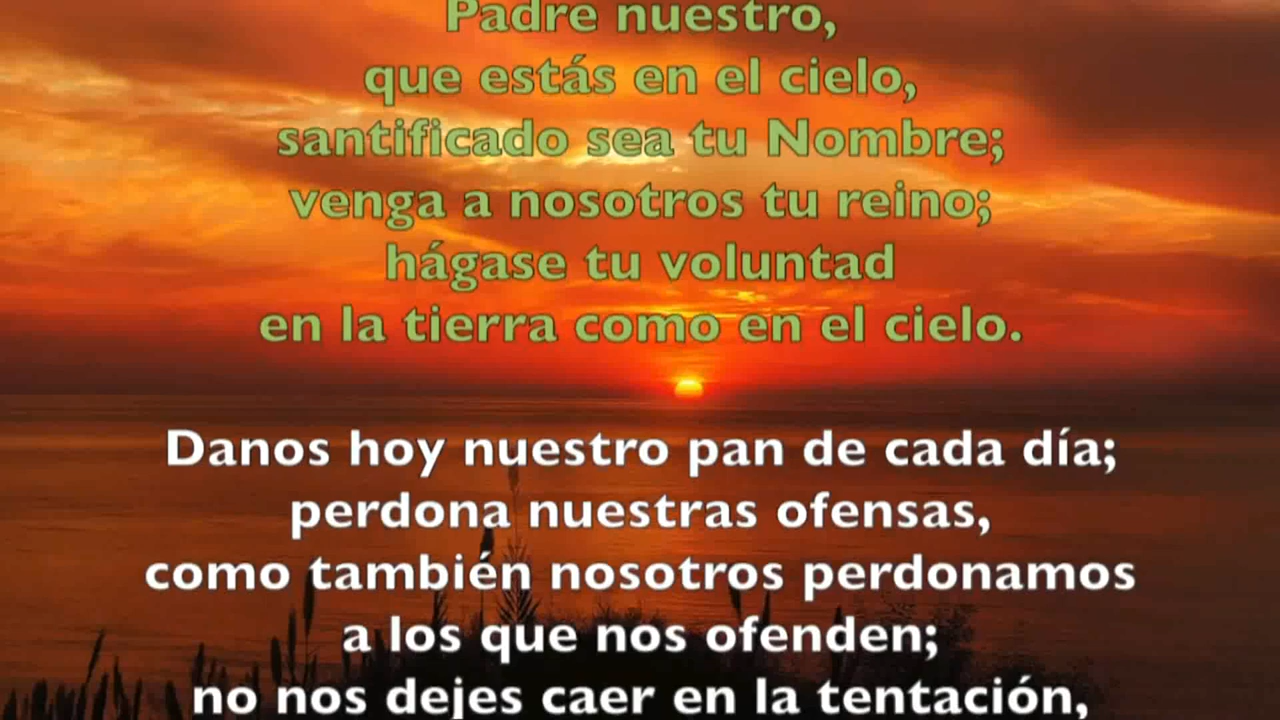 Padre nuestro,
que estás en el cielo,
santificado sea tu Nombre;
venga a nosotros tu reino;
hágase tu voluntad
en la tierra como en el cielo.
Danos hoy nuestro pan de cada día;
perdona nuestras ofensas,
como también nosotros perdonamos
a los que nos ofenden;
no nos dejes caer en la tentación,